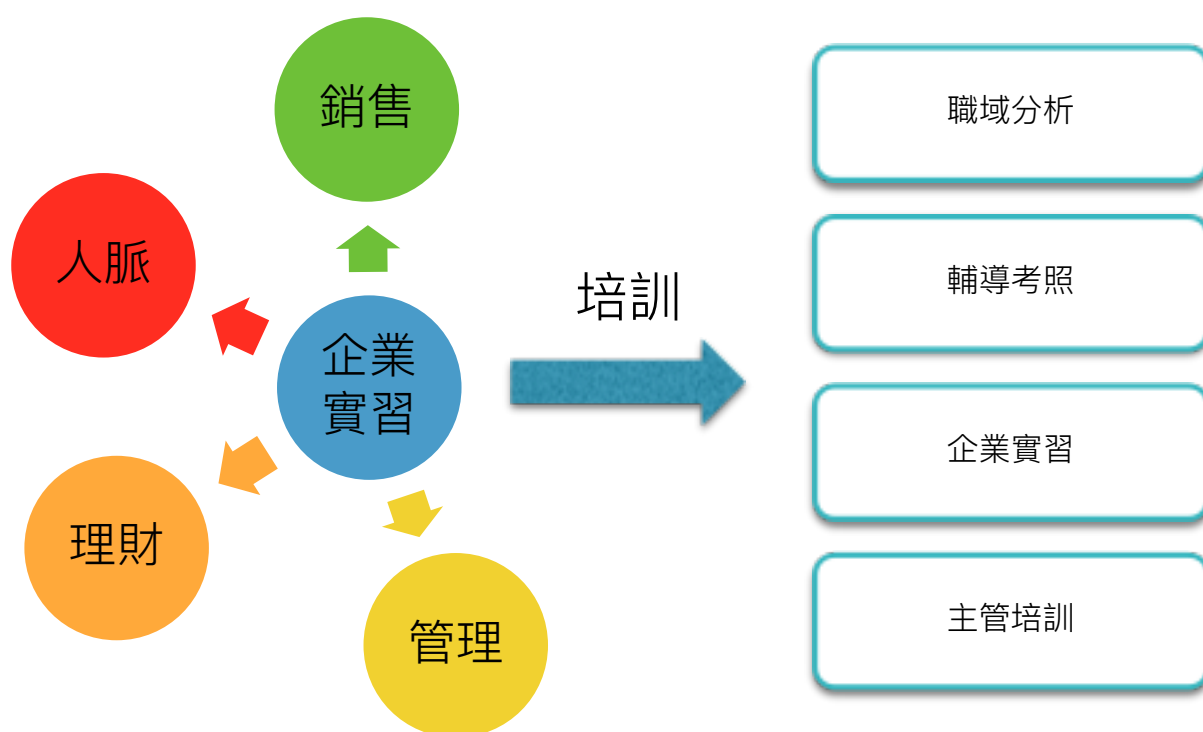 銷售
人脈
企業
實習
理財
管理
培訓
職域分析
輔導考照
企業實習
主管培訓